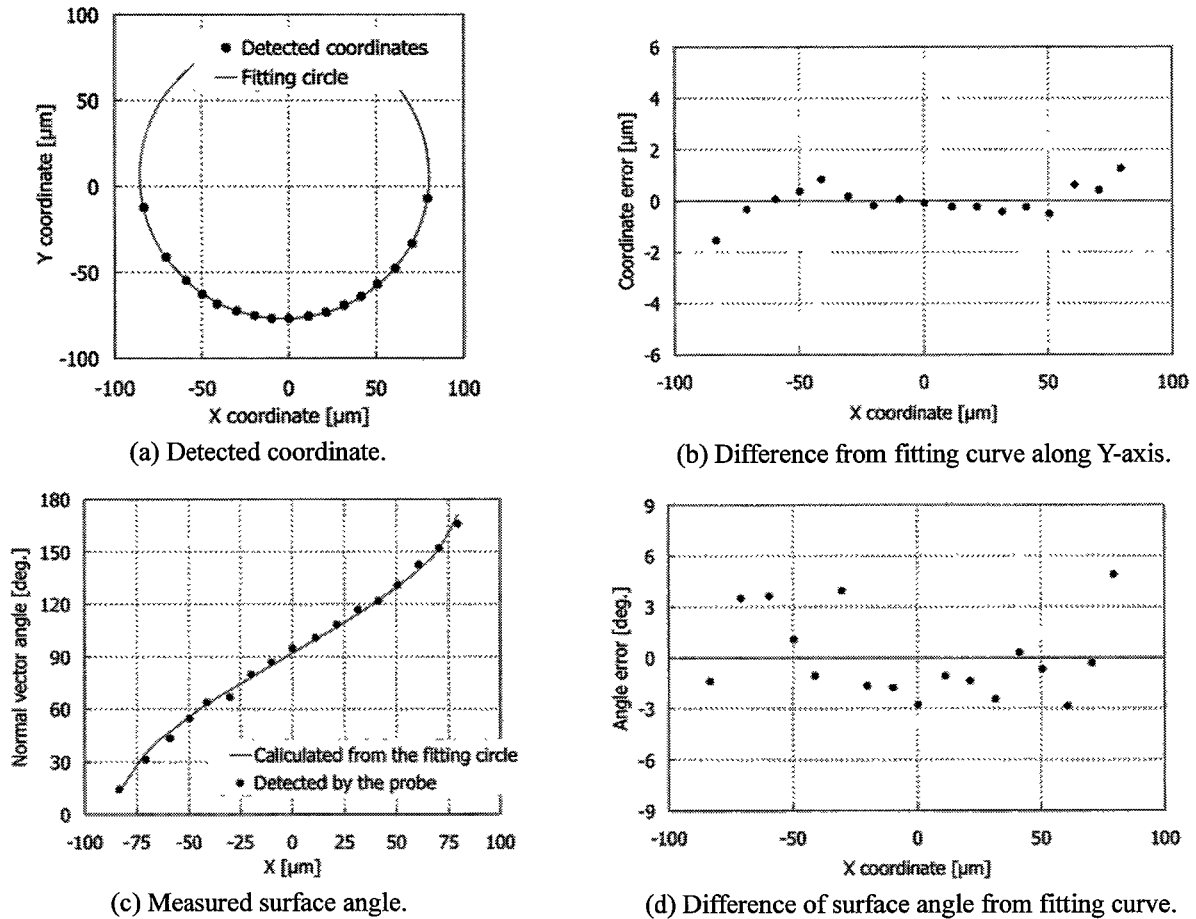 100
50
0
-50
-100
Y coordinate [μm]
Detected coordinates
Fitting circle
-100 -50 0 50 100
X coordinate [μm]
(a) Detected coordinate.
6
4
2
0
-2
-4
-6
Coordinate error [μm]
-100 -50 0 50 100
X coordinate [μm]
(b) Difference from fitting curve along Y-axis.
180
150
120
90
60
30
0
Normal vector angle [deg.]
Calculated from the fitting circle
Detected by the probe
-100 -75 -50 -25 0 25 50 75 100
X [μm]
(c) Measured surface angle.
9
6
3
0
-3
-6
-9
Angle error [deg.]
-100 -50 0 50 100
X coordinate [μm]
(d) Difference of surface angle from fitting curve.